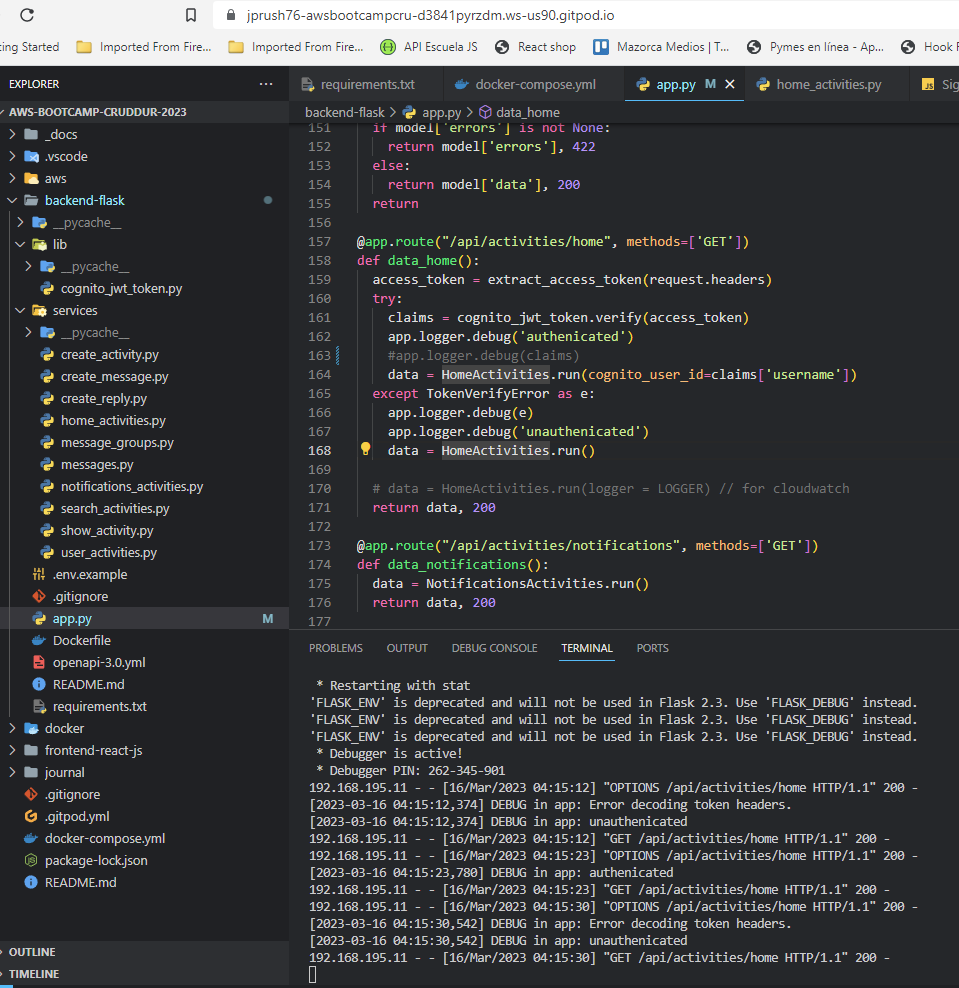 jprush76-awsbootcampcru-d3841pyrzdm.ws-us90.gitpod.io
ing Started
Imported From Fire...
Imported From Fire...
API Escuela JS
React shop
Mazorca Medios | T...
Pymes en línea - Ap...
Hook F
EXPLORER
...
requirements.txt
docker-compose.yml
app.py M
home_activities.py
JS Sig
AWS-BOOTCAMP-CRUDDUR-2023
_docs
.vscode
aws
backend-flask
__pycache__
lib
__pycache__
cognito_jwt_token.py
services
__pycache__
create_activity.py
create_message.py
create_reply.py
home_activities.py
message_groups.py
messages.py
notifications_activities.py
search_activities.py
show_activity.py
user_activities.py
.env.example
.gitignore
app.py M
Dockerfile
openapi-3.0.yml
README.md
requirements.txt
docker
frontend-react-js
journal
.gitignore
.gitpod.yml
docker-compose.yml
package-lock.json
README.md
OUTLINE
TIMELINE
backend-flask > app.py > data_home
151 if model['errors'] is not None:
152 return model['errors'], 422
153 else:
154 return model['data'], 200
155 return
156
157 @app.route("/api/activities/home", methods=['GET'])
158 def data_home():
159 access_token = extract_access_token(request.headers)
160 try:
161 claims = cognito_jwt_token.verify(access_token)
162 app.logger.debug('authenicated')
163 #app.logger.debug(claims)
164 data = HomeActivities.run(cognito_user_id=claims['username'])
165 except TokenVerifyError as e:
166 app.logger.debug(e)
167 app.logger.debug('unauthenicated')
168 data = HomeActivities.run()
169
170 # data = HomeActivities.run(logger = LOGGER) // for cloudwatch
171 return data, 200
172
173 @app.route("/api/activities/notifications", methods=['GET'])
174 def data_notifications():
175 data = NotificationsActivities.run()
176 return data, 200
177
PROBLEMS OUTPUT DEBUG CONSOLE TERMINAL PORTS
* Restarting with stat
'FLASK_ENV' is deprecated and will not be used in Flask 2.3. Use 'FLASK_DEBUG' instead.
'FLASK_ENV' is deprecated and will not be used in Flask 2.3. Use 'FLASK_DEBUG' instead.
'FLASK_ENV' is deprecated and will not be used in Flask 2.3. Use 'FLASK_DEBUG' instead.
* Debugger is active!
* Debugger PIN: 262-345-901
192.168.195.11 - - [16/Mar/2023 04:15:12] "OPTIONS /api/activities/home HTTP/1.1" 200 -
[2023-03-16 04:15:12,374] DEBUG in app: Error decoding token headers.
[2023-03-16 04:15:12,374] DEBUG in app: unauthenicated
192.168.195.11 - - [16/Mar/2023 04:15:12] "GET /api/activities/home HTTP/1.1" 200 -
192.168.195.11 - - [16/Mar/2023 04:15:23] "OPTIONS /api/activities/home HTTP/1.1" 200 -
[2023-03-16 04:15:23,780] DEBUG in app: authenicated
192.168.195.11 - - [16/Mar/2023 04:15:23] "GET /api/activities/home HTTP/1.1" 200 -
192.168.195.11 - - [16/Mar/2023 04:15:30] "OPTIONS /api/activities/home HTTP/1.1" 200 -
[2023-03-16 04:15:30,542] DEBUG in app: Error decoding token headers.
[2023-03-16 04:15:30,542] DEBUG in app: unauthenicated
192.168.195.11 - - [16/Mar/2023 04:15:30] "GET /api/activities/home HTTP/1.1" 200 -